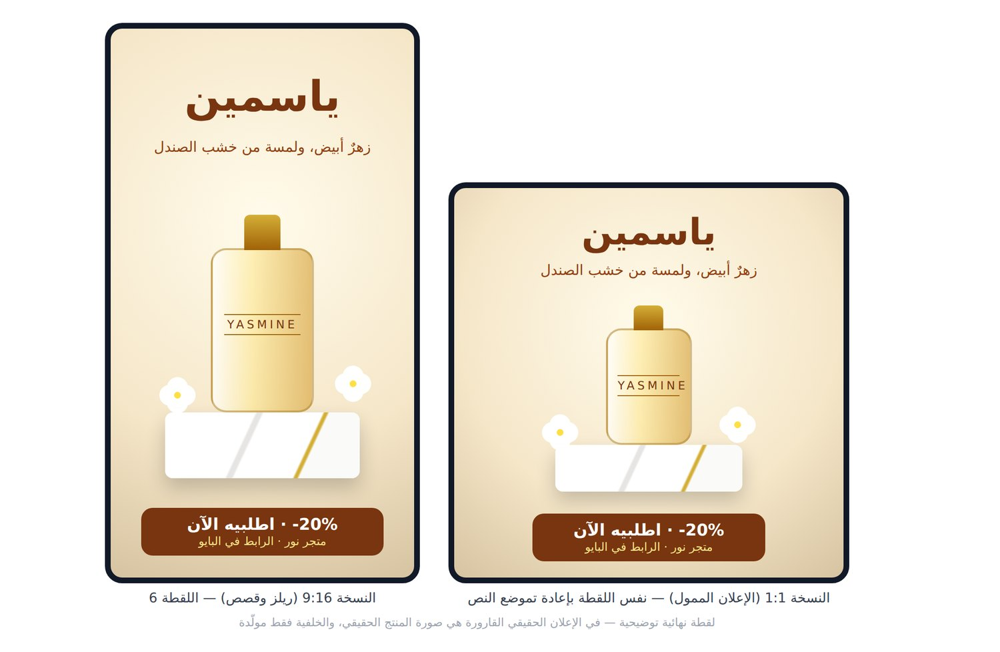 ياسمين
زهرٌ أبيض، ولمسة من خشب الصندل
YASMINE
-20% · اطلبيه الآن
متجر نور · الرابط في البايو
النسخة 9:16 (ريلز وقصص) — اللقطة 6
ياسمين
زهرٌ أبيض، ولمسة من خشب الصندل
YASMINE
-20% · اطلبيه الآن
متجر نور · الرابط في البايو
النسخة 1:1 (الإعلان الممول) — نفس اللقطة بإعادة تموضع النص
لقطة نهائية توضيحية — في الإعلان الحقيقي القارورة هي صورة المنتج الحقيقي، والخلفية فقط مولّدة